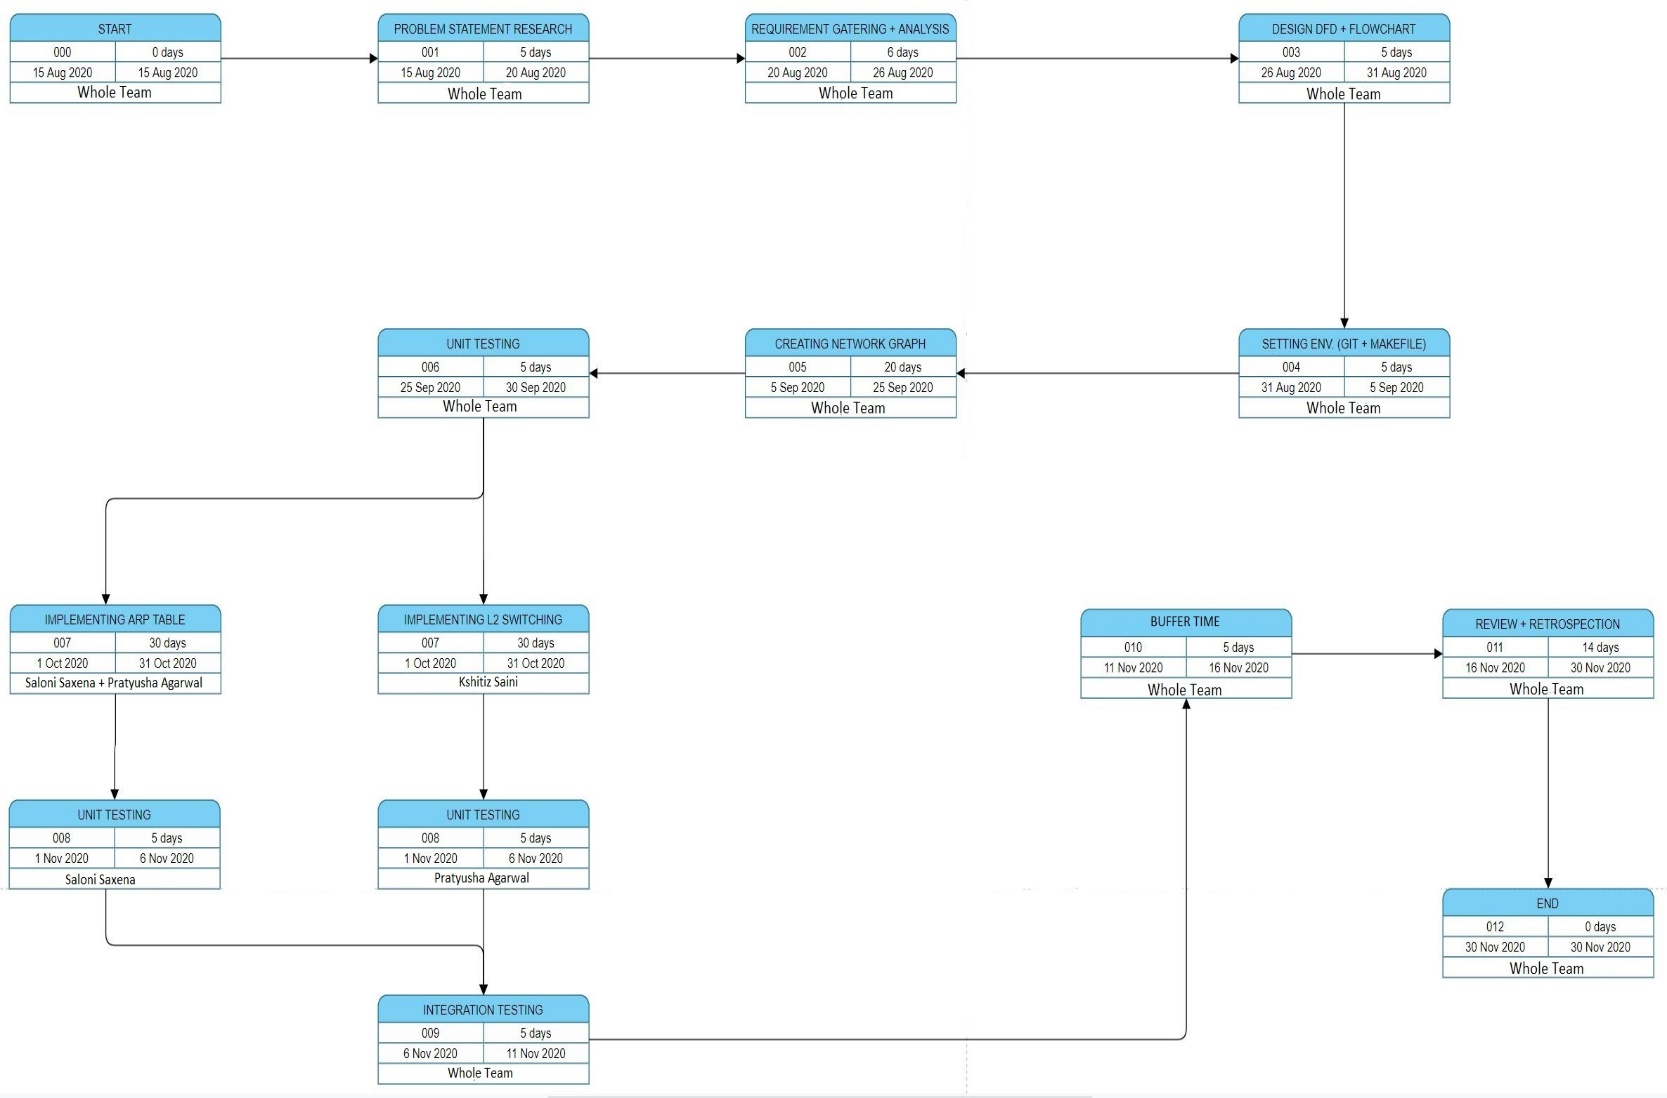 START
000 0 days
15 Aug 2020 15 Aug 2020
Whole Team
PROBLEM STATEMENT RESEARCH
001 5 days
15 Aug 2020 20 Aug 2020
Whole Team
REQUIREMENT GATERING + ANALYSIS
002 6 days
20 Aug 2020 26 Aug 2020
Whole Team
DESIGN DFD + FLOWCHART
003 5 days
26 Aug 2020 31 Aug 2020
Whole Team
SETTING ENV. (GIT + MAKEFILE)
004 5 days
31 Aug 2020 5 Sep 2020
Whole Team
CREATING NETWORK GRAPH
005 20 days
5 Sep 2020 25 Sep 2020
Whole Team
UNIT TESTING
006 5 days
25 Sep 2020 30 Sep 2020
Whole Team
IMPLEMENTING ARP TABLE
007 30 days
1 Oct 2020 31 Oct 2020
Saloni Saxena + Pratyusha Agarwal
IMPLEMENTING L2 SWITCHING
007 30 days
1 Oct 2020 31 Oct 2020
Kshitiz Saini
UNIT TESTING
008 5 days
1 Nov 2020 6 Nov 2020
Saloni Saxena
UNIT TESTING
008 5 days
1 Nov 2020 6 Nov 2020
Pratyusha Agarwal
INTEGRATION TESTING
009 5 days
6 Nov 2020 11 Nov 2020
Whole Team
BUFFER TIME
010 5 days
11 Nov 2020 16 Nov 2020
Whole Team
REVIEW + RETROSPECTION
011 14 days
16 Nov 2020 30 Nov 2020
Whole Team
END
012 0 days
30 Nov 2020 30 Nov 2020
Whole Team